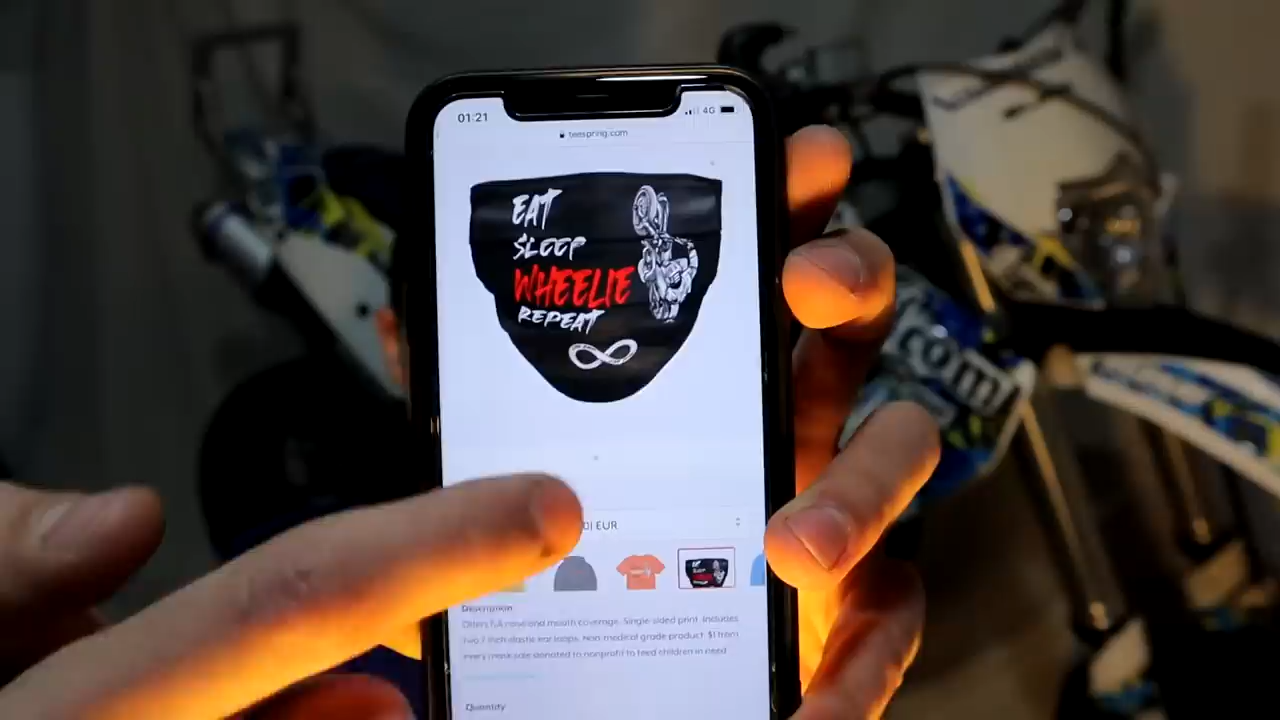 01:21
4G
teespring.com
EAT
SLEEP
WHEELIE
REPEAT
EUR
Description
Offers full nose and mouth coverage. Single-sided print. Includes
two 7 inch elastic ear loops. Non-medical grade product. $1 from
every mask sale donated to nonprofit to feed children in need
Quantity
.com